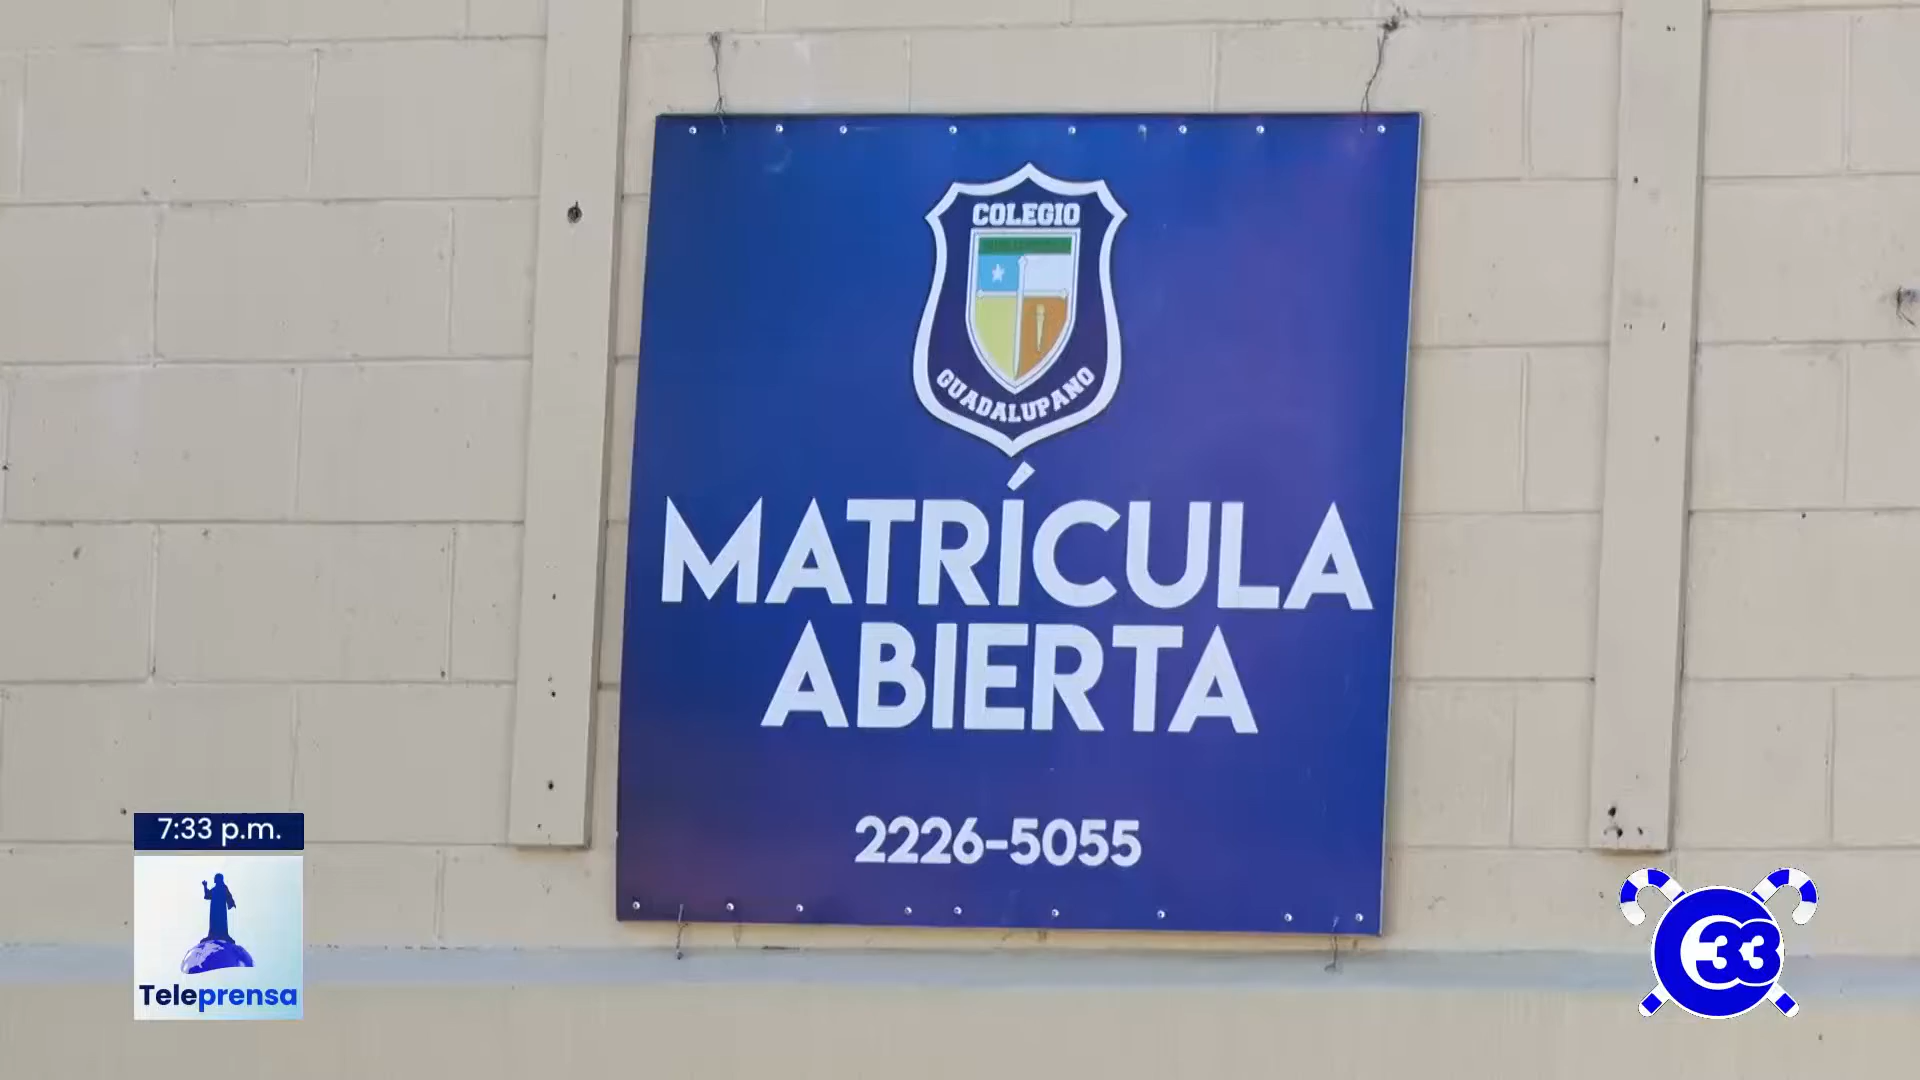 COLEGIO
GUADALUPANO
MATRÍCULA
ABIERTA
2226-5055
7:33 p.m.
Teleprensa
33